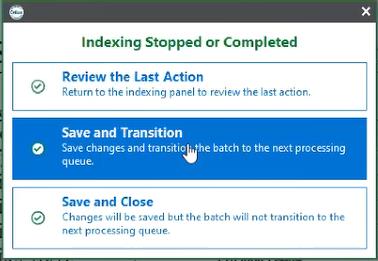 Indexing Stopped or Completed
Review the Last Action
Return to the indexing panel to review the last action.
Save and Transition
Save changes and transition the batch to the next processing
queue.
Save and Close
Changes will be saved but the batch will not transition to the
next processing queue.